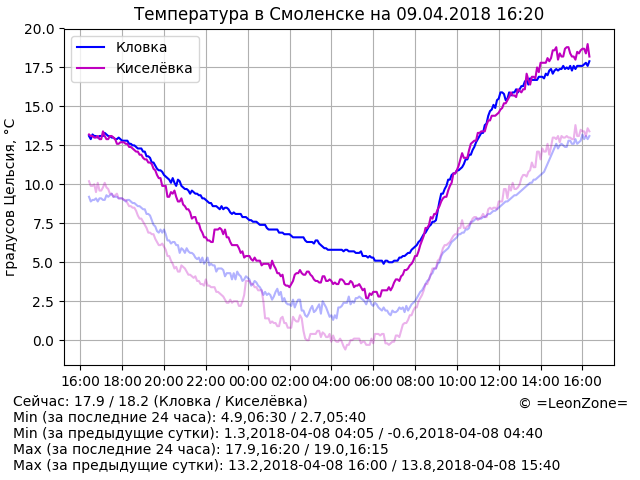 Температура в Смоленске на 09.04.2018 16:20
градусов Цельсия, °C
20.0
17.5
15.0
12.5
10.0
7.5
5.0
2.5
0.0
Кловка
Киселёвка
16:00 18:00 20:00 22:00 00:00 02:00 04:00 06:00 08:00 10:00 12:00 14:00 16:00
Сейчас: 17.9 / 18.2 (Кловка / Киселёвка)
© =LeonZone=
Min (за последние 24 часа): 4.9,06:30 / 2.7,05:40
Min (за предыдущие сутки): 1.3,2018-04-08 04:05 / -0.6,2018-04-08 04:40
Max (за последние 24 часа): 17.9,16:20 / 19.0,16:15
Max (за предыдущие сутки): 13.2,2018-04-08 16:00 / 13.8,2018-04-08 15:40